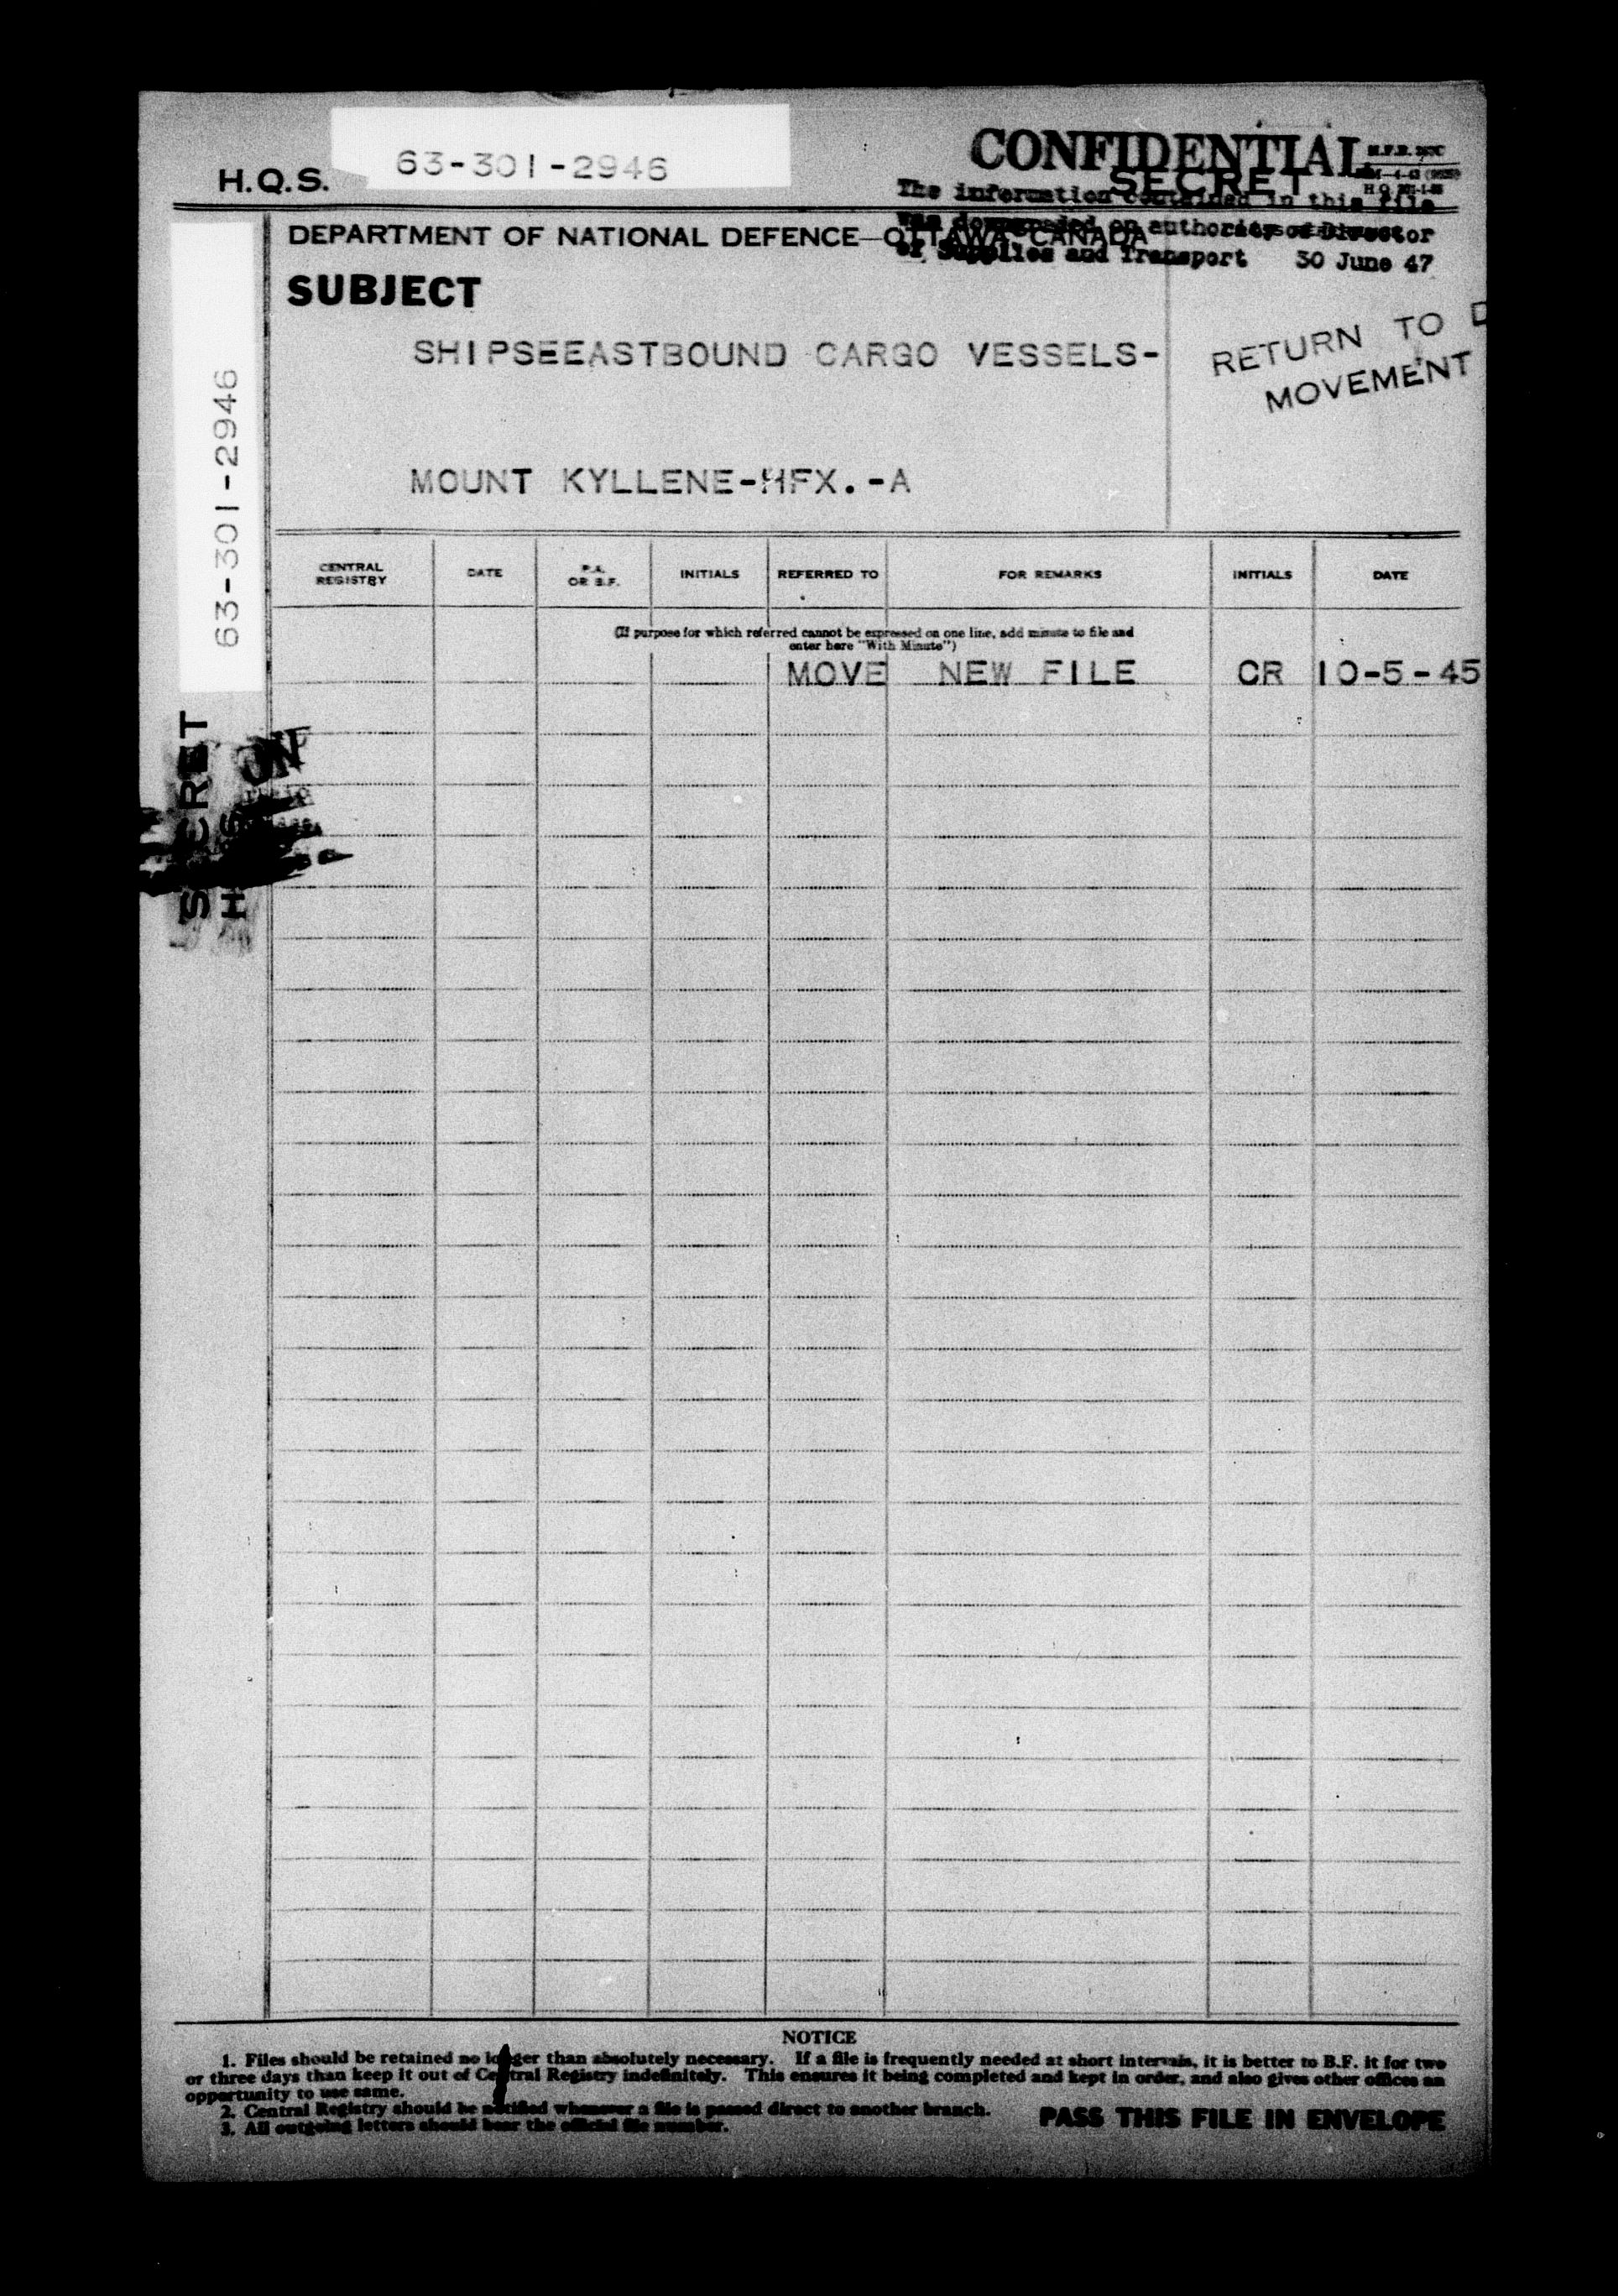 CONFIDENTIAL
H.Q.S. 63-301-2946
SECRET
The information contained in this file
was downgraded on authority of Director
of Supplies and Transport 30 June 47
DEPARTMENT OF NATIONAL DEFENCE—OTTAWA, CANADA
SUBJECT
SHIPSEEASTBOUND CARGO VESSELS-
RETURN TO D
MOVEMENT
MOUNT KYLLENE-HFX.-A
63-301-2946
CENTRAL REGISTRY DATE P.A. OR B.F. INITIALS REFERRED TO FOR REMARKS INITIALS DATE
(If purpose for which referred cannot be expressed on one line, add minute to file and
enter here "With Minute")
MOVE NEW FILE CR 10-5-45
SECRET
NOTICE
1. Files should be retained no longer than absolutely necessary. If a file is frequently needed at short intervals, it is better to B.F. it for two
or three days than keep it out of Central Registry indefinitely. This ensures it being completed and kept in order, and also gives other offices an
opportunity to use same.
2. Central Registry should be notified whenever a file is passed direct to another branch.
3. All outgoing letters should bear the official file number.
PASS THIS FILE IN ENVELOPE